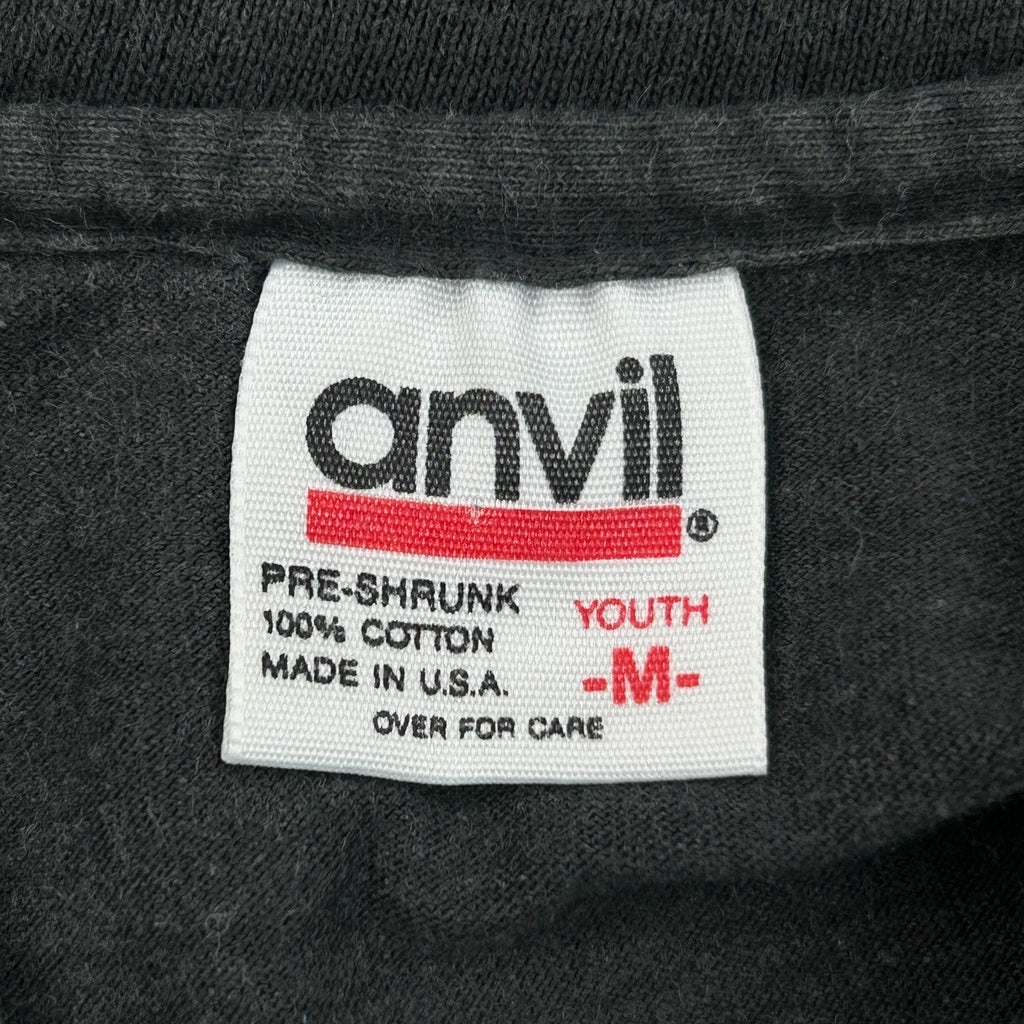 anvil®
PRE-SHRUNK
100% COTTON
MADE IN U.S.A.
YOUTH
-M-
OVER FOR CARE